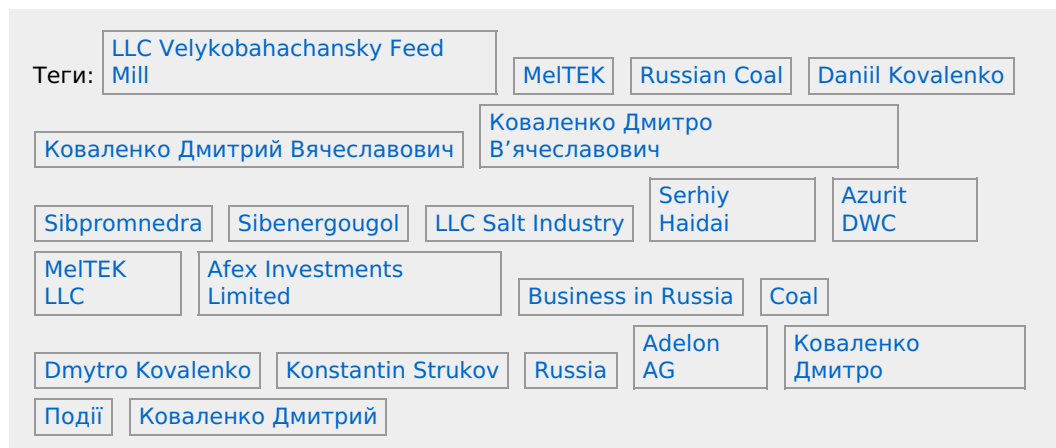 Теги: LLC Velykobahachansky Feed Mill MelTEK Russian Coal Daniil Kovalenko
Коваленко Дмитрий Вячеславович Коваленко Дмитро В’ячеславович
Sibpromnedra Sibenergougol LLC Salt Industry Serhiy Haidai Azurit DWC
MelTEK LLC Afex Investments Limited Business in Russia Coal
Dmytro Kovalenko Konstantin Strukov Russia Adelon AG Коваленко Дмитро
Події Коваленко Дмитрий